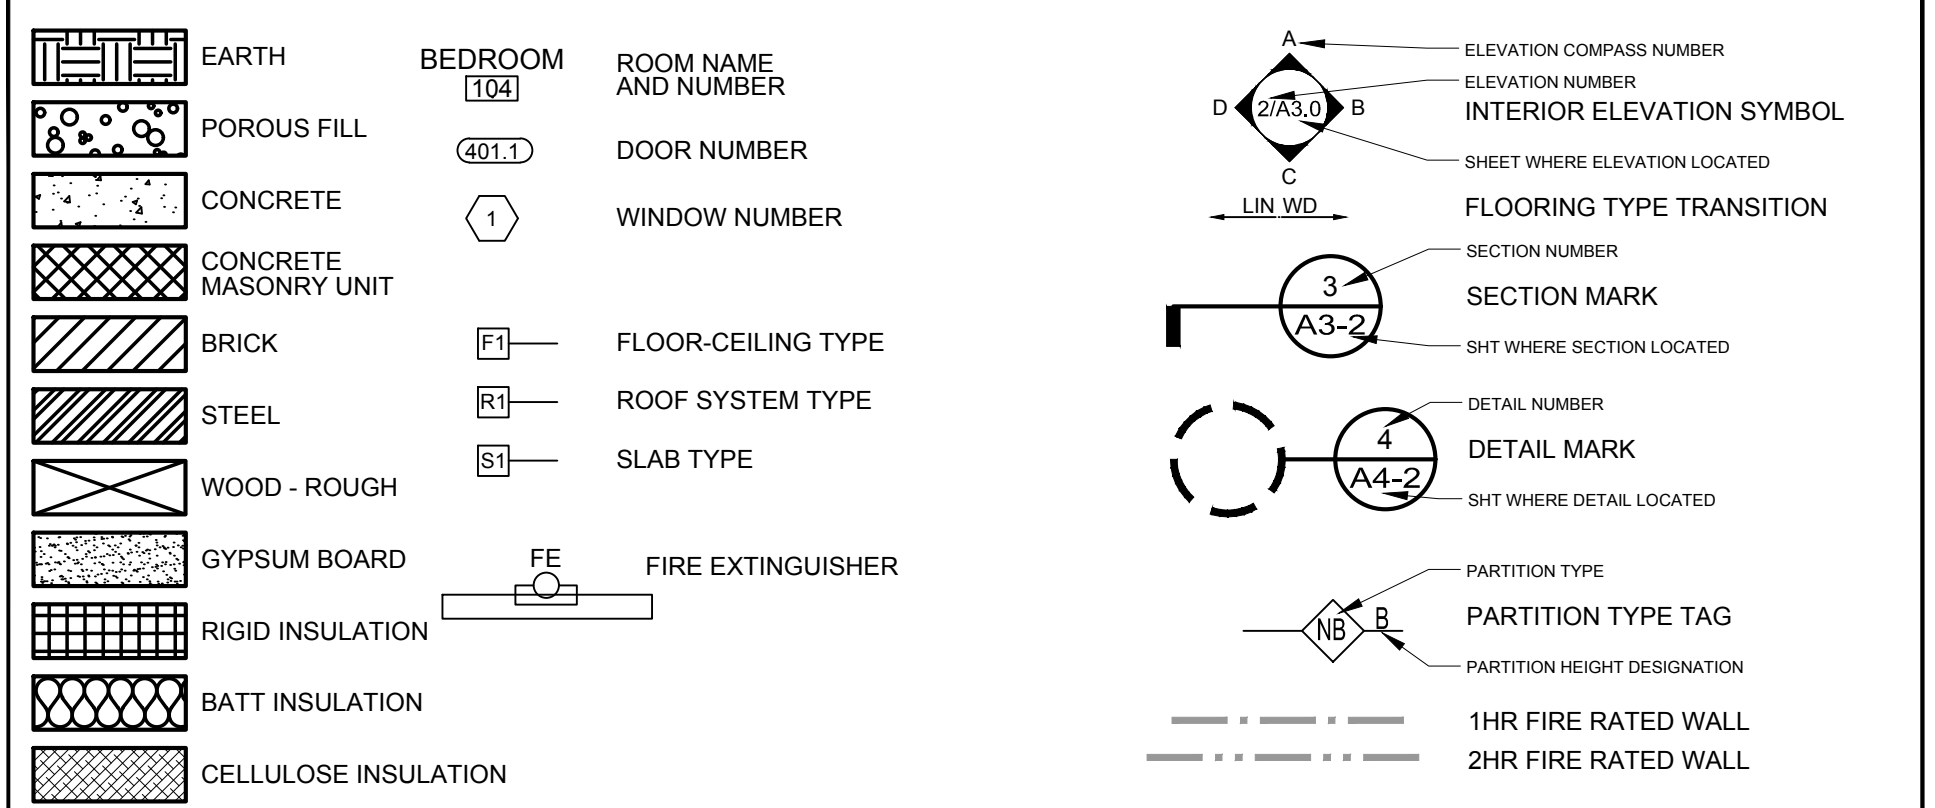 EARTH
POROUS FILL
CONCRETE
CONCRETE
MASONRY UNIT
BRICK
STEEL
WOOD - ROUGH
GYPSUM BOARD
RIGID INSULATION
BATT INSULATION
CELLULOSE INSULATION
BEDROOM
104
ROOM NAME
AND NUMBER
401.1
DOOR NUMBER
1
WINDOW NUMBER
F1
FLOOR-CEILING TYPE
R1
ROOF SYSTEM TYPE
S1
SLAB TYPE
FE
FIRE EXTINGUISHER
A
ELEVATION COMPASS NUMBER
ELEVATION NUMBER
D
2/A3.0
B
INTERIOR ELEVATION SYMBOL
SHEET WHERE ELEVATION LOCATED
C
LIN WD
FLOORING TYPE TRANSITION
SECTION NUMBER
3
SECTION MARK
A3-2
SHT WHERE SECTION LOCATED
DETAIL NUMBER
4
DETAIL MARK
A4-2
SHT WHERE DETAIL LOCATED
PARTITION TYPE
NB
B
PARTITION TYPE TAG
PARTITION HEIGHT DESIGNATION
1HR FIRE RATED WALL
2HR FIRE RATED WALL